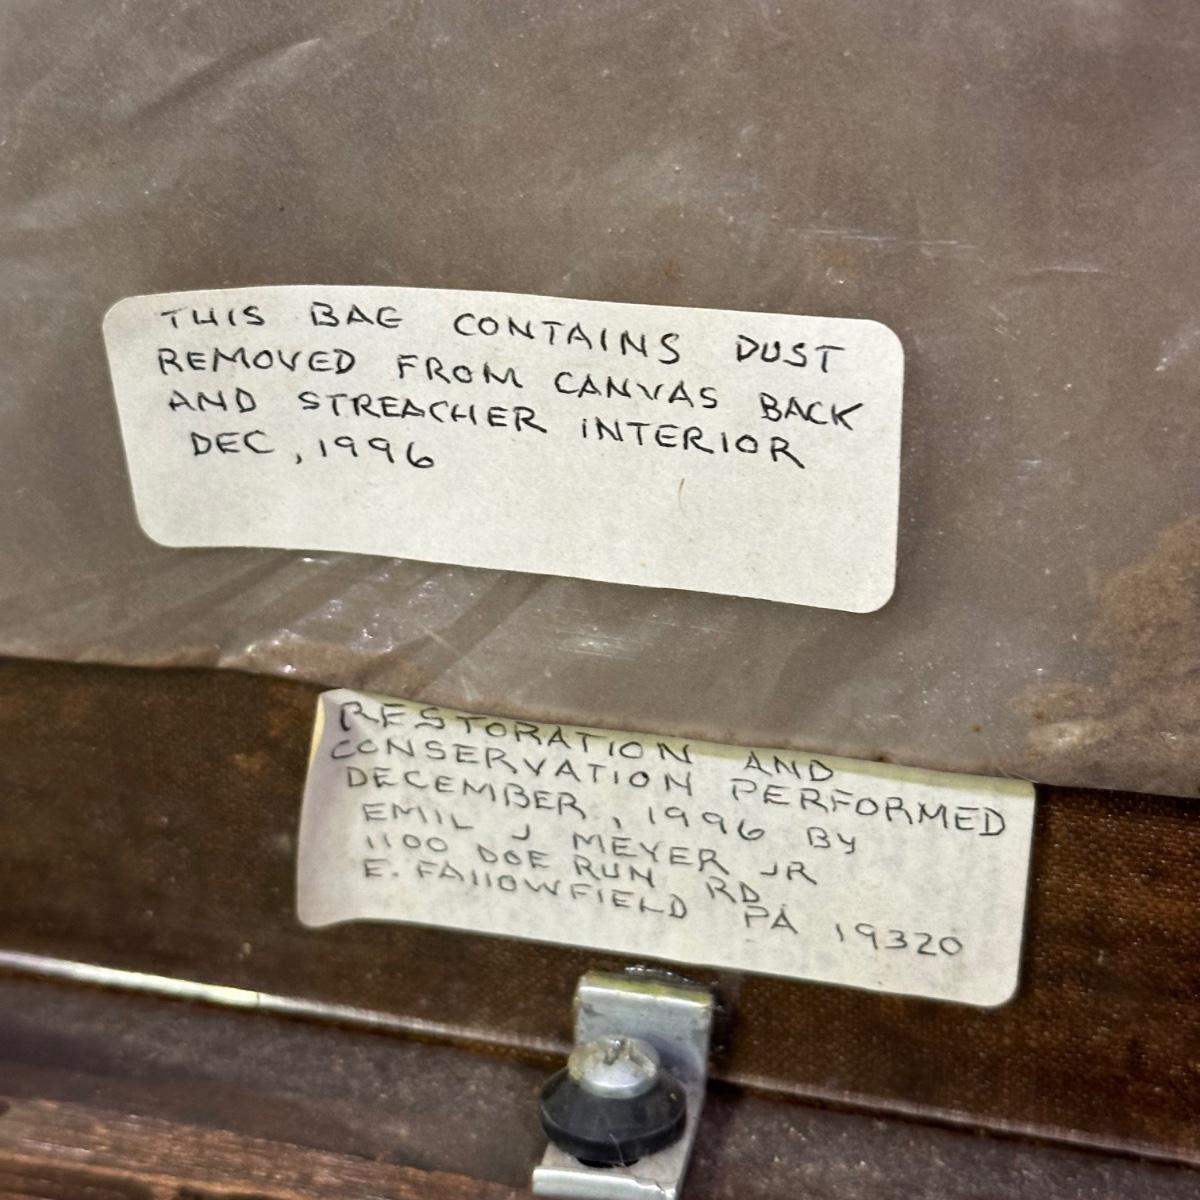 THIS BAG CONTAINS DUST
REMOVED FROM CANVAS BACK
AND STREACHER INTERIOR
DEC, 1996
RESTORATION AND
CONSERVATION PERFORMED
DECEMBER, 1996 BY
EMIL J MEYER JR
1100 DOE RUN RD
E. FALLOWFIELD PA 19320